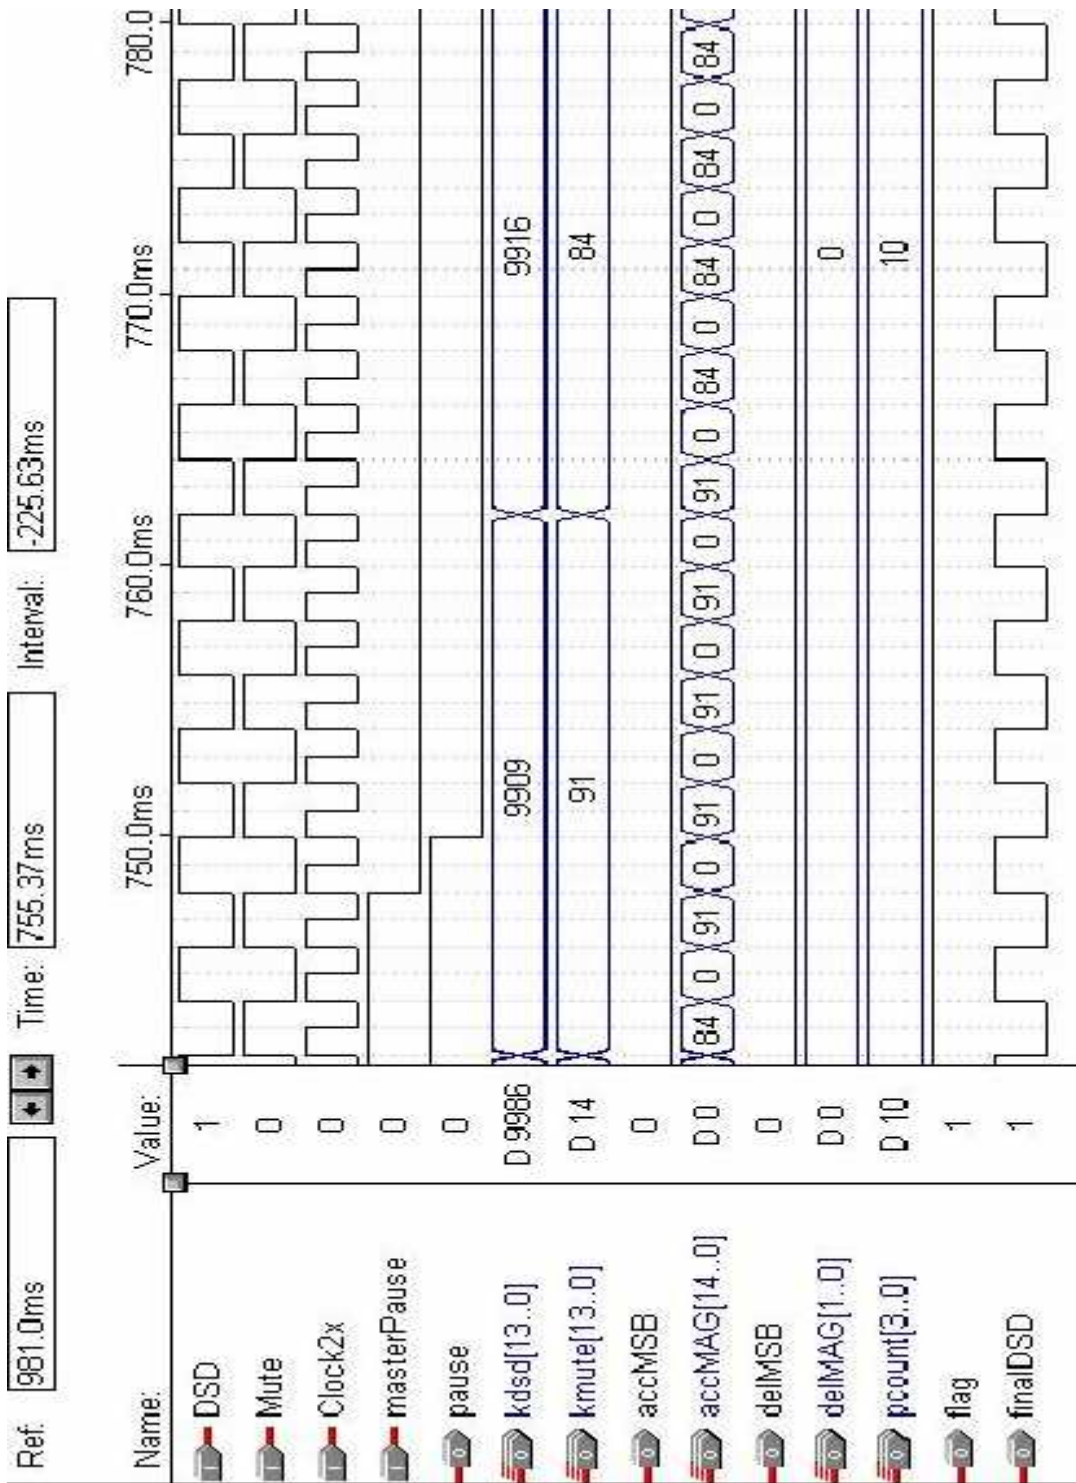 Ref: 981.0ms Time: 755.37ms Interval: -225.63ms
Name: Value: 750.0ms 760.0ms 770.0ms 780.0
DSD 1
Mute 0
Clock2x 0
masterPause 0
pause 0
kdsd[13..0] D 9986 9909 9916
kmute[13..0] D 14 91 84
accMSB 0
accMAG[14..0] D 0 84 0 91 0 91 0 91 0 91 0 91 0 84 0 84 0 84 0 84
delMSB 0
delMAG[1..0] D 0 0
pcount[3..0] D 10 10
flag 1
finalDSD 1